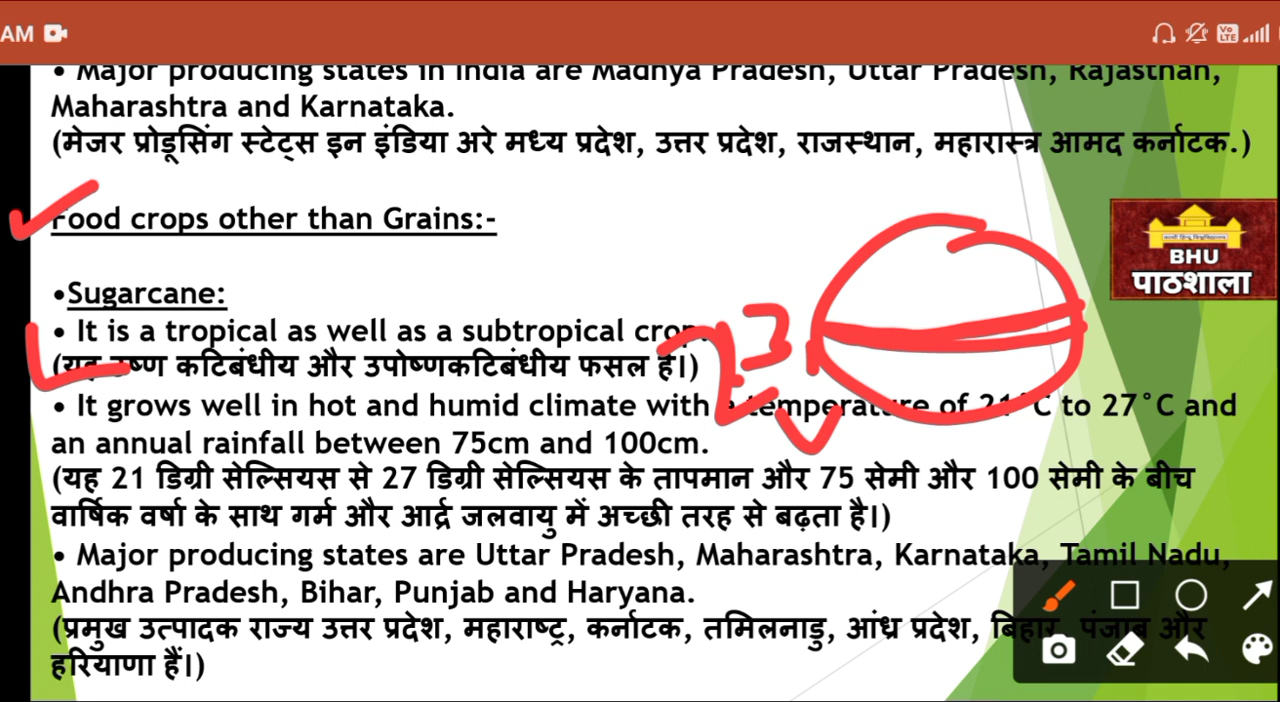 AM
Vo
LTE
• Major producing states in India are Madhya Pradesh, Uttar Pradesh, Rajasthan,
Maharashtra and Karnataka.
(मेजर प्रोडूसिंग स्टेट्स इन इंडिया अरे मध्य प्रदेश, उत्तर प्रदेश, राजस्थान, महारास्त्र आमद कर्नाटक.)
Food crops other than Grains:-
BHU
पाठशाला
•Sugarcane:
• It is a tropical as well as a subtropical crop.
(यह उष्ण कटिबंधीय और उपोष्णकटिबंधीय फसल है।)
23
• It grows well in hot and humid climate with a temperature of 21°C to 27°C and
an annual rainfall between 75cm and 100cm.
(यह 21 डिग्री सेल्सियस से 27 डिग्री सेल्सियस के तापमान और 75 सेमी और 100 सेमी के बीच
वार्षिक वर्षा के साथ गर्म और आर्द्र जलवायु में अच्छी तरह से बढ़ता है।)
• Major producing states are Uttar Pradesh, Maharashtra, Karnataka, Tamil Nadu,
Andhra Pradesh, Bihar, Punjab and Haryana.
(प्रमुख उत्पादक राज्य उत्तर प्रदेश, महाराष्ट्र, कर्नाटक, तमिलनाडु, आंध्र प्रदेश, बिहार, पंजाब और
हरियाणा हैं।)